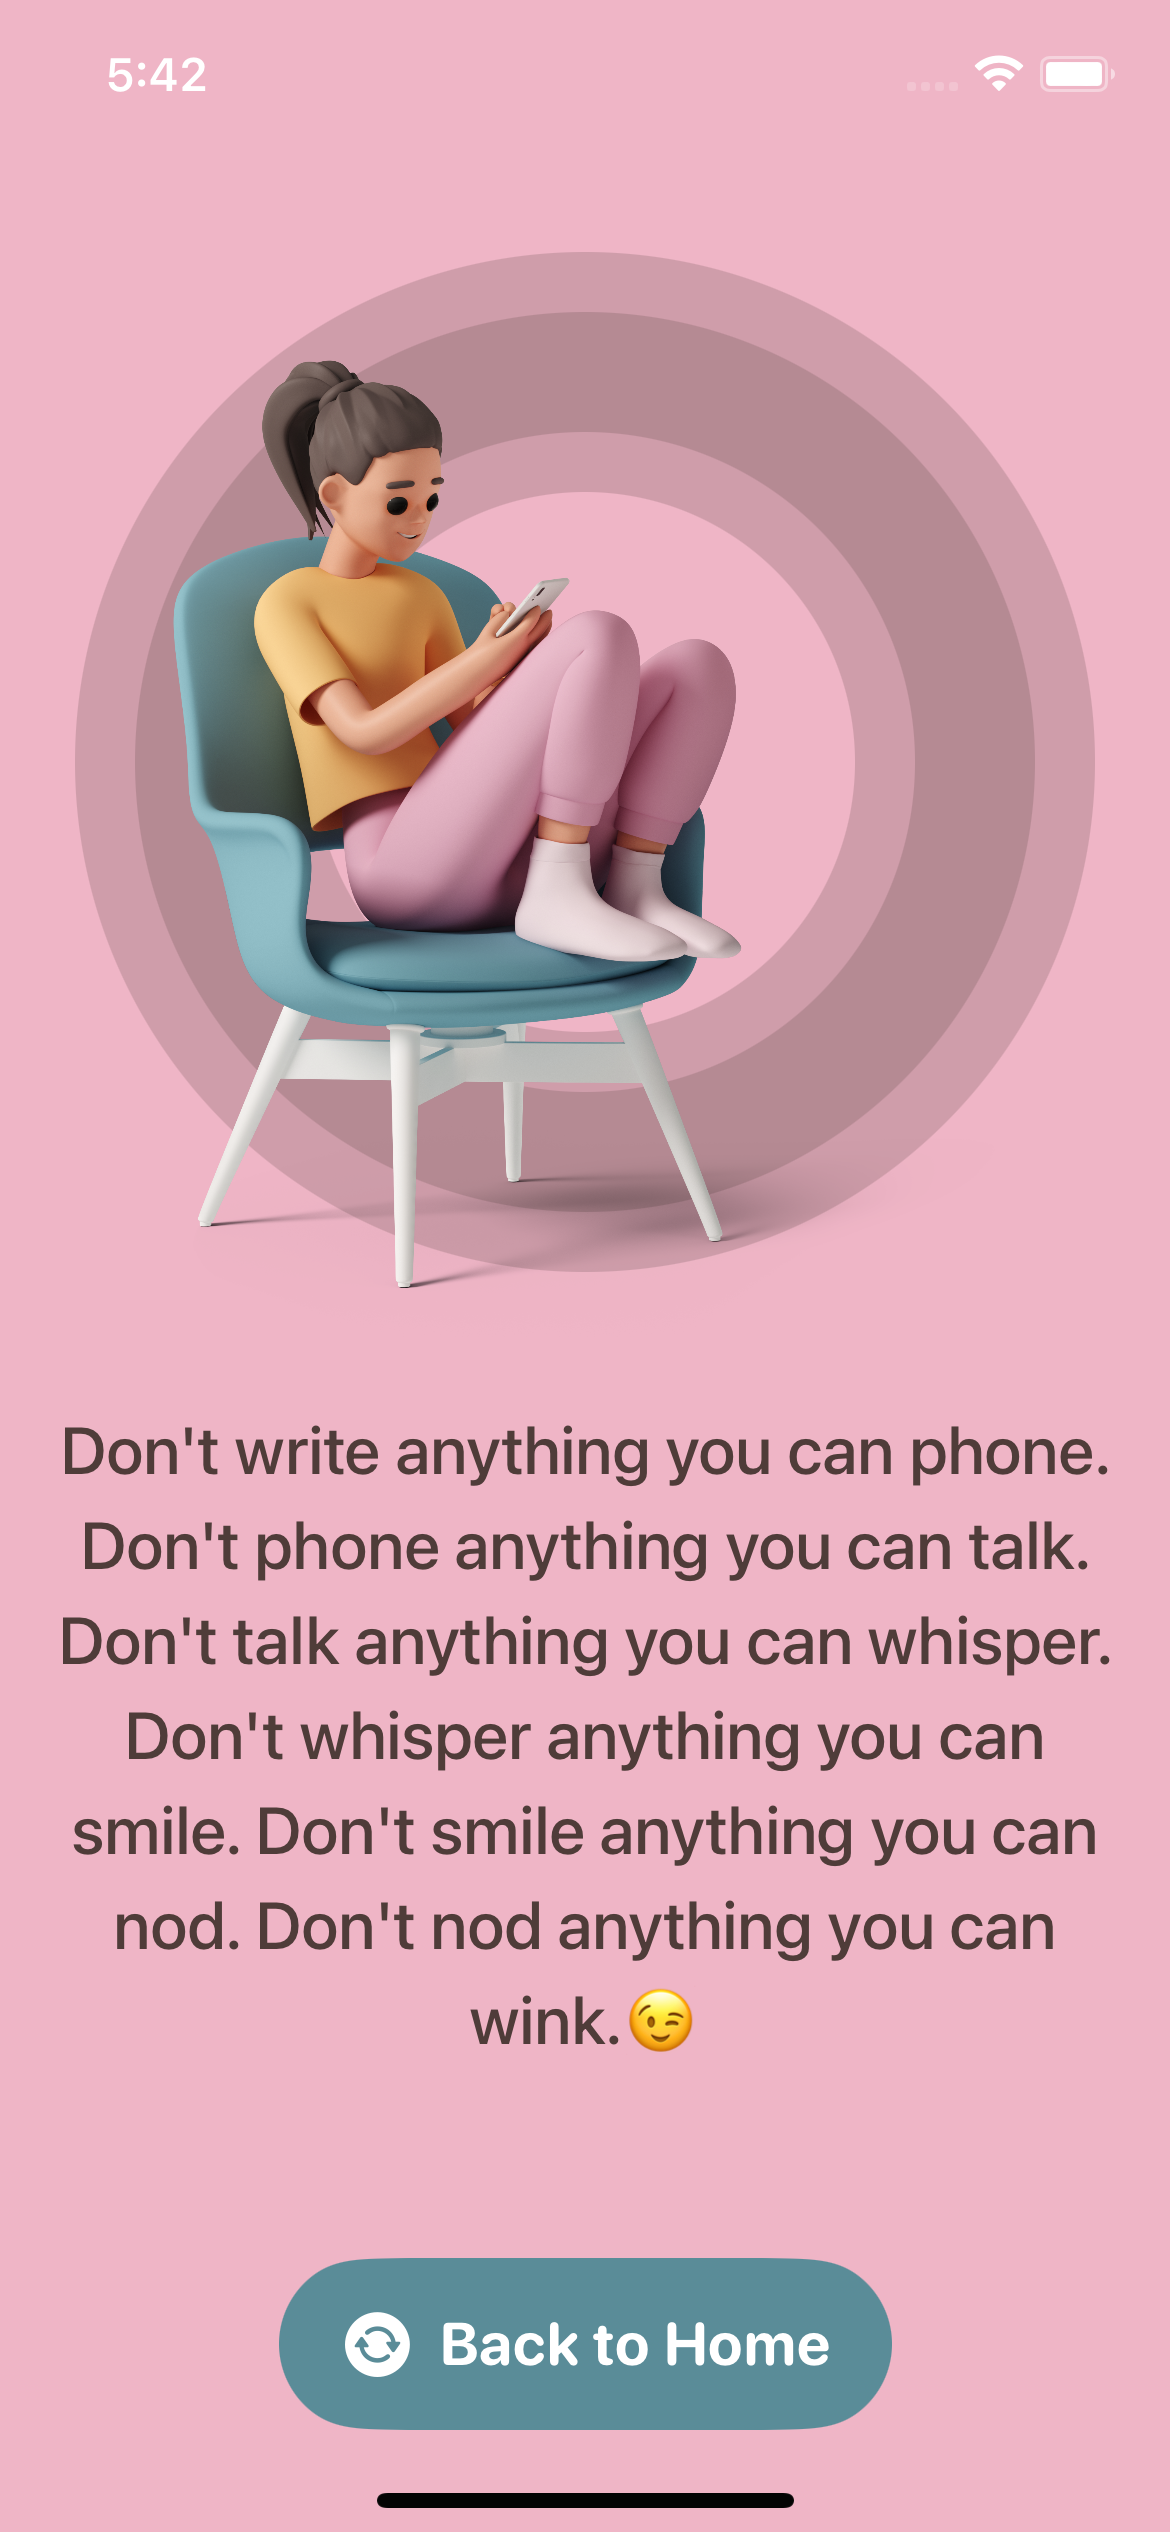 5:42
Don't write anything you can phone.
Don't phone anything you can talk.
Don't talk anything you can whisper.
Don't whisper anything you can
smile. Don't smile anything you can
nod. Don't nod anything you can
wink.😉
Back to Home